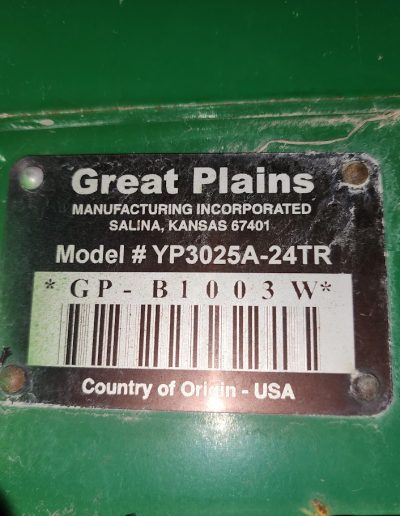 Great Plains
MANUFACTURING INCORPORATED
SALINA, KANSAS 67401
Model # YP3025A-24TR
*GP-B1003W*
Country of Origin - USA